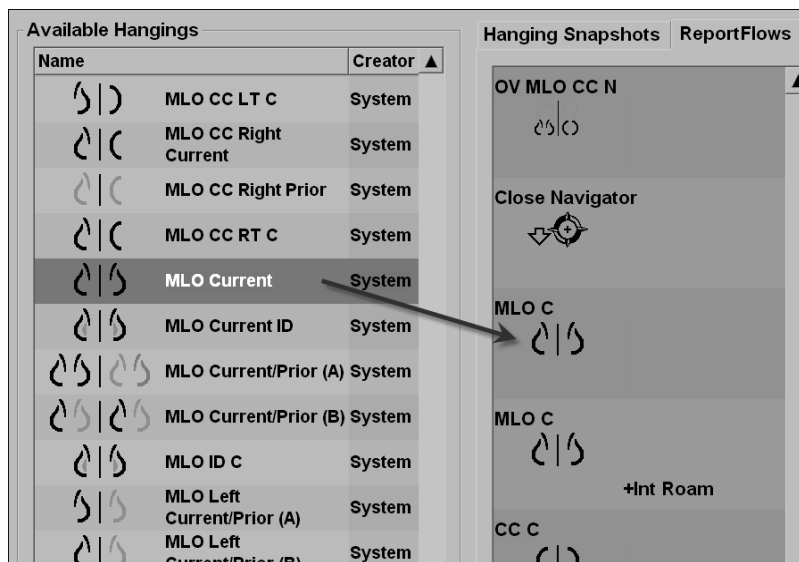 Available Hangings
Name Creator
MLO CC LT C System
MLO CC Right
Current
System
MLO CC Right Prior System
MLO CC RT C System
MLO Current System
MLO Current ID System
MLO Current/Prior (A) System
MLO Current/Prior (B) System
MLO ID C System
MLO Left
Current/Prior (A)
System
MLO Left
Current/Prior (B)
System
Hanging Snapshots ReportFlows
OV MLO CC N
Close Navigator
MLO C
MLO C
+Int Roam
CC C